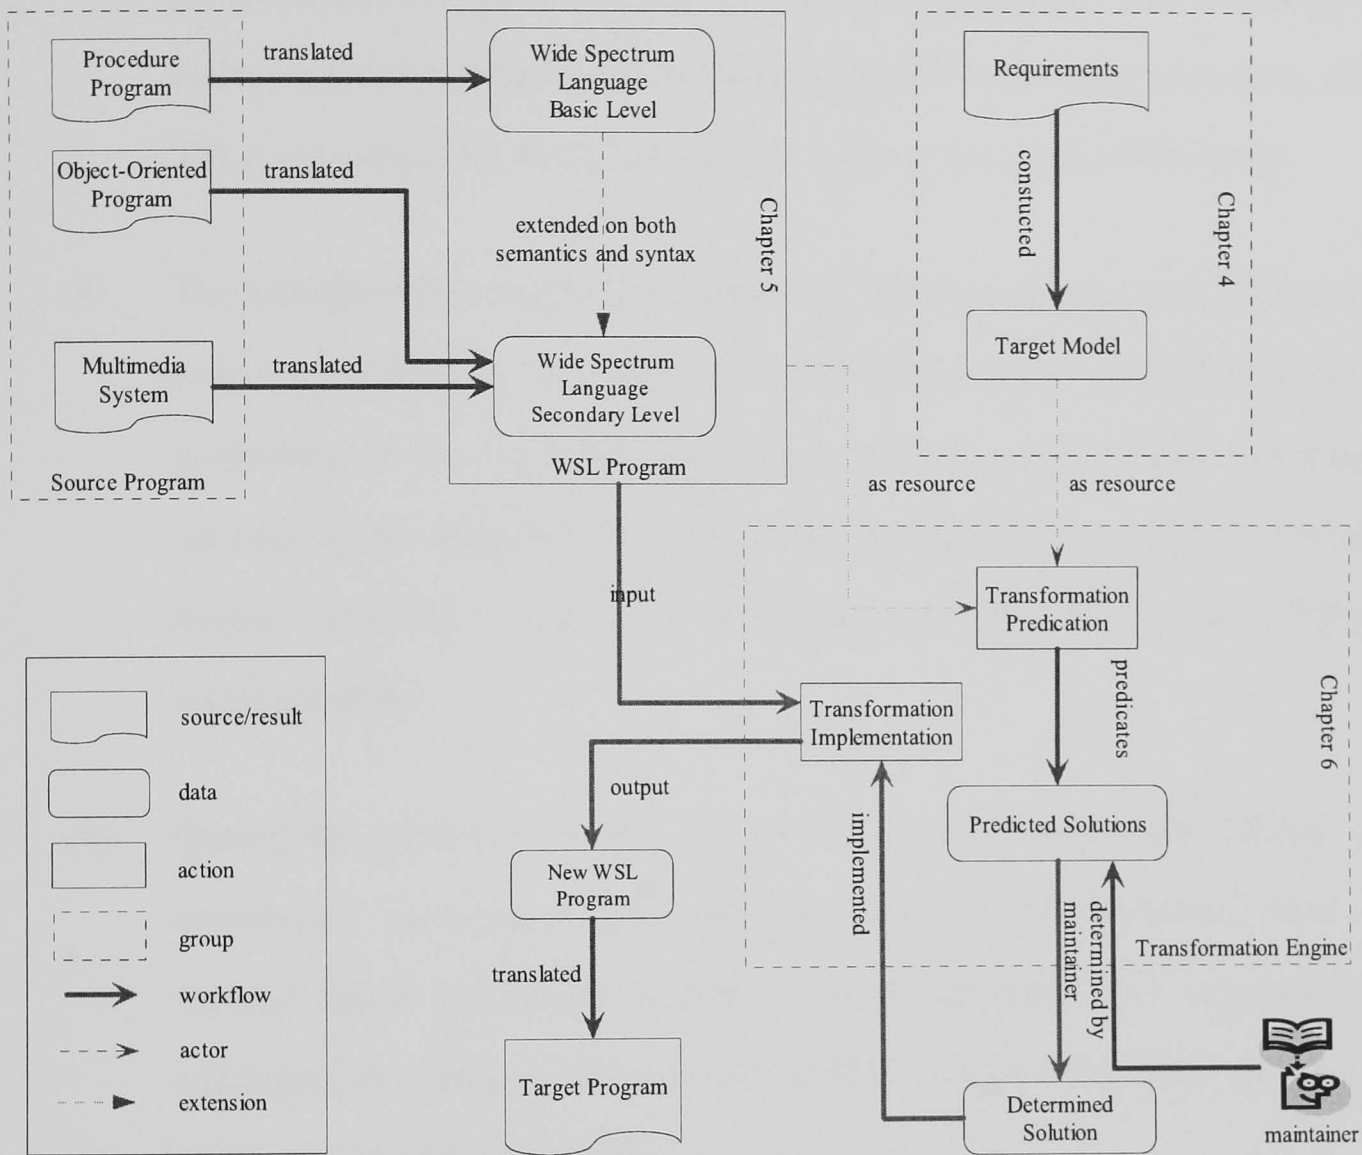 Procedure
Program
translated
Wide Spectrum
Language
Basic Level
Object-Oriented
Program
translated
extended on both
semantics and syntax
Chapter 5
Multimedia
System
translated
Wide Spectrum
Language
Secondary Level
Source Program
WSL Program
Requirements
constucted
Chapter 4
Target Model
as resource
as resource
input
Transformation
Predication
predicates
Chapter 6
Transformation
Implementation
output
implemented
Predicted Solutions
New WSL
Program
maintainer
determined by
Transformation Engine
translated
Target Program
Determined
Solution
maintainer
source/result
data
action
group
workflow
actor
extension